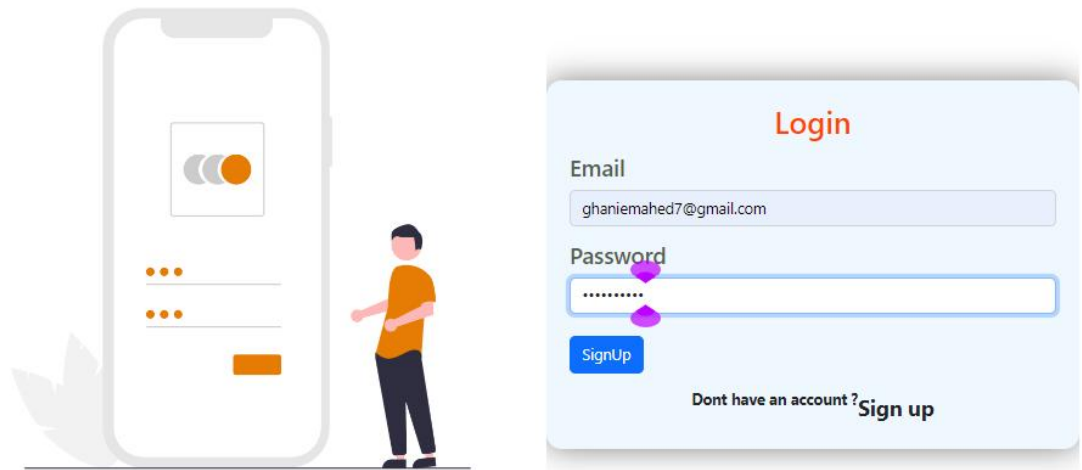 Login
Email
ghaniemahed7@gmail.com
Password
••••••••••
SignUp
Dont have an account ?Sign up